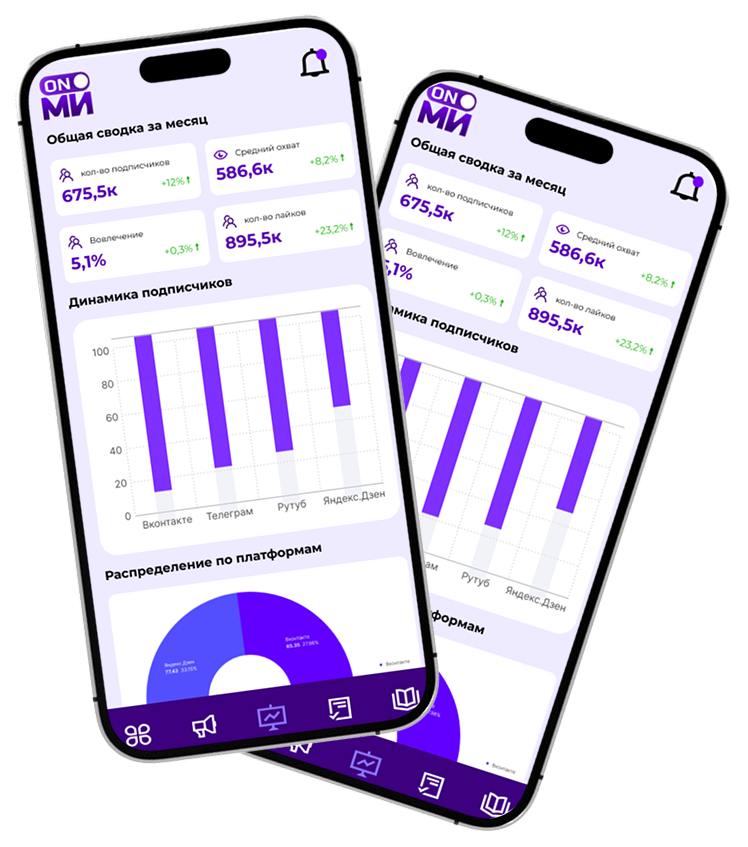 ON
МИ
Общая сводка за месяц
кол-во подписчиков
675,5к
+12%
Средний охват
586,6к
+8,2%
Вовлечение
5,1%
+0,3%
кол-во лайков
895,5к
+23,2%
Динамика подписчиков
100
80
60
40
20
0
Вконтакте
Телеграм
Рутуб
Яндекс.Дзен
Распределение по платформам
Яндекс.Дзен
77.43 33.15%
Вконтакте
65.35 27.98%
Вконтакте
ON
МИ
Общая сводка за месяц
кол-во подписчиков
675,5к
+12%
Средний охват
586,6к
+8,2%
Вовлечение
,1%
+0,3%
кол-во лайков
895,5к
+23,2%
мика подписчиков
ам
Рутуб
Яндекс.Дзен
тформам
Вконтакте